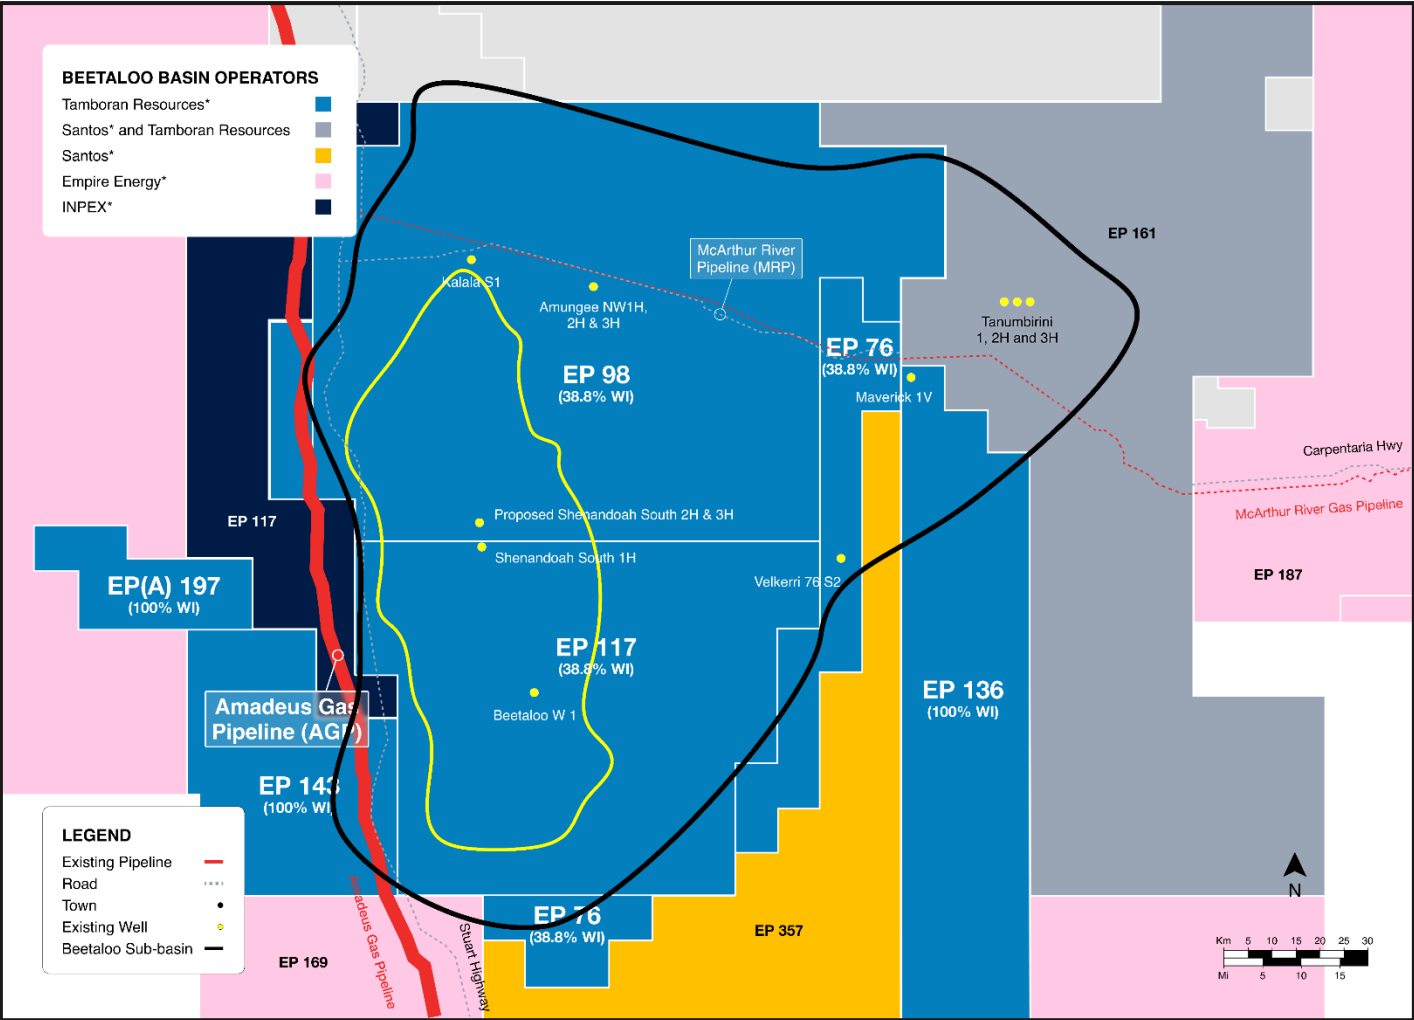 BEETALOO BASIN OPERATORS
Tamboran Resources*
Santos* and Tamboran Resources
Santos*
Empire Energy*
INPEX*
McArthur River
Pipeline (MRP)
EP 161
Kalala S1
Amungee NW1H,
2H & 3H
Tanumbirini
1, 2H and 3H
EP 76
(38.8% WI)
EP 98
(38.8% WI)
Maverick 1V
Carpentaria Hwy
McArthur River Gas Pipeline
Proposed Shenandoah South 2H & 3H
EP 117
Shenandoah South 1H
Velkerri 76 S2
EP 187
EP(A) 197
(100% WI)
EP 117
(38.8% WI)
EP 136
(100% WI)
Beetaloo W 1
Amadeus Gas
Pipeline (AGP)
EP 143
(100% WI)
LEGEND
Existing Pipeline
Road
Town
Existing Well
Beetaloo Sub-basin
Amadeus Gas Pipeline
Stuart Highway
EP 169
EP 76
(38.8% WI)
EP 357
N
Km 5 10 15 20 25 30
Mi 5 10 15